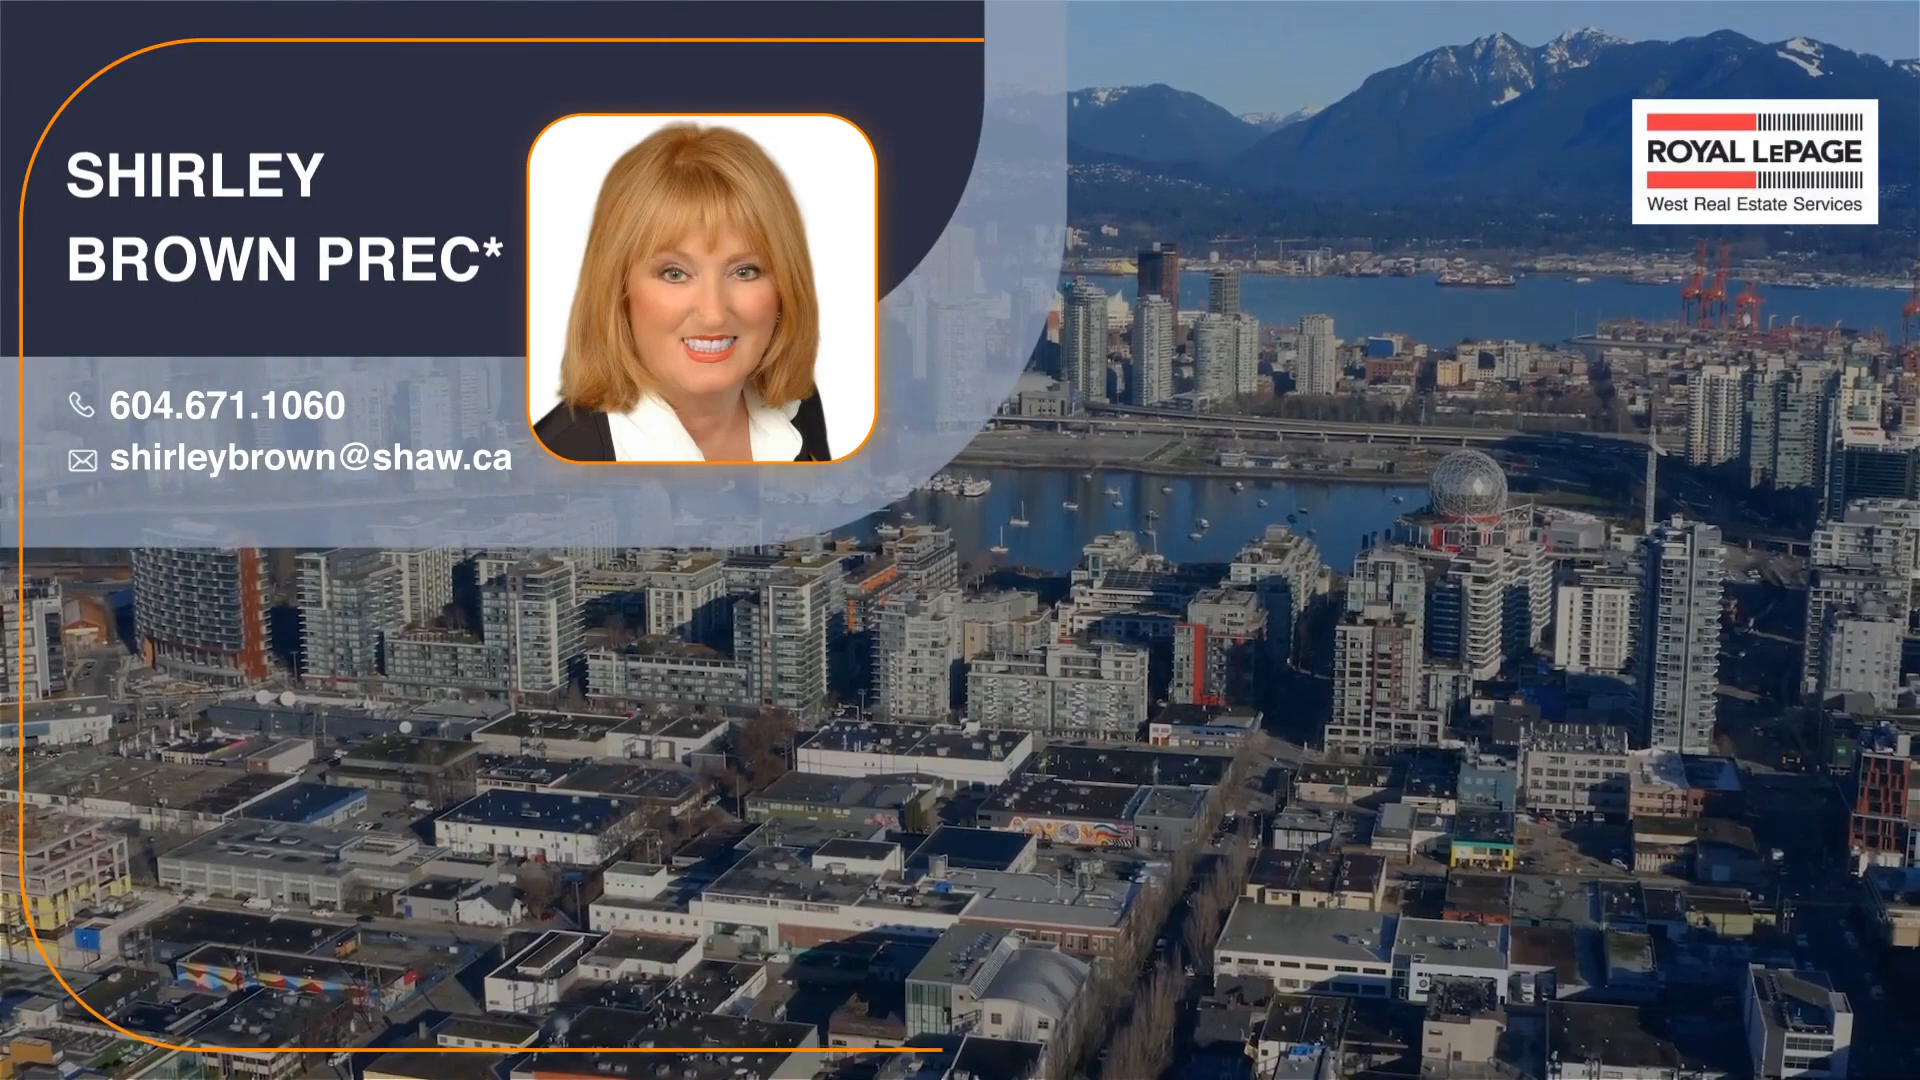 SHIRLEY
BROWN PREC*
604.671.1060
shirleybrown@shaw.ca
ROYAL LEPAGE
West Real Estate Services